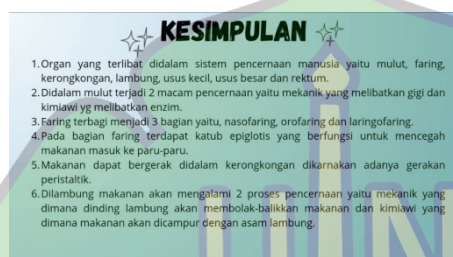 KESIMPULAN
1.Organ yang terlibat didalam sistem pencernaan manusia yaitu mulut, faring,
kerongkongan, lambung, usus kecil, usus besar dan rektum.
2.Didalam mulut terjadi 2 macam pencernaan yaitu mekanik yang melibatkan gigi dan
kimiawi yg melibatkan enzim.
3.Faring terbagi menjadi 3 bagian yaitu, nasofaring, orofaring dan laringofaring.
4.Pada bagian faring terdapat katub epiglotis yang berfungsi untuk mencegah
makanan masuk ke paru-paru.
5.Makanan dapat bergerak didalam kerongkongan dikarnakan adanya gerakan
peristaltik.
6.Dilambung makanan akan mengalami 2 proses pencernaan yaitu mekanik yang
dimana dinding lambung akan membolak-balikkan makanan dan kimiawi yang
dimana makanan akan dicampur dengan asam lambung.